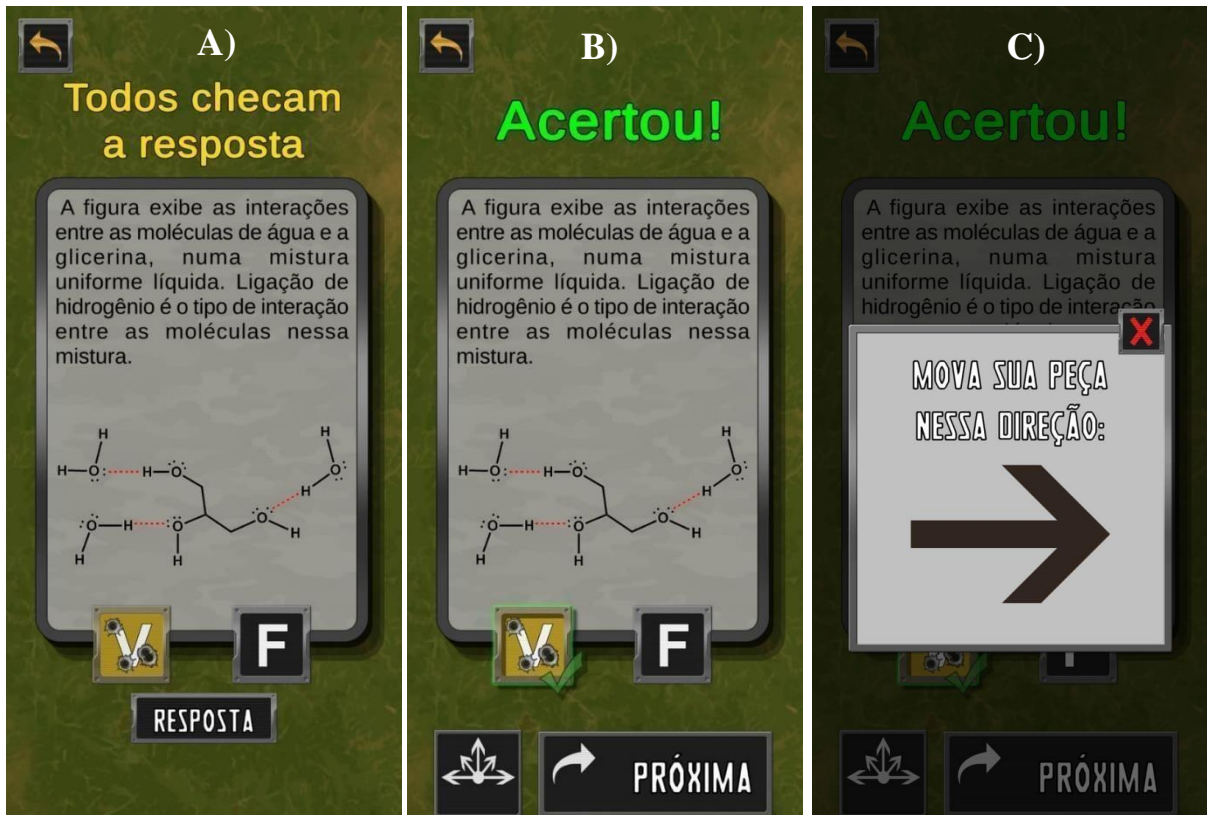 A)
Todos checam
a resposta
A figura exibe as interações
entre as moléculas de água e a
glicerina, numa mistura
uniforme líquida. Ligação de
hidrogênio é o tipo de interação
entre as moléculas nessa
mistura.
H
H O H O
H
O H
O H O
O H
H H
V F
RESPOSTA
B)
Acertou!
A figura exibe as interações
entre as moléculas de água e a
glicerina, numa mistura
uniforme líquida. Ligação de
hidrogênio é o tipo de interação
entre as moléculas nessa
mistura.
H
H O H O
H
O H
O H O
O H
H H
V F
PRÓXIMA
C)
Acertou!
A figura exibe as interações
entre as moléculas de água e a
glicerina, numa mistura
uniforme líquida. Ligação de
hidrogênio é o tipo de interação
X
MOVA SUA PEÇA
NESSA DIREÇÃO:
PRÓXIMA